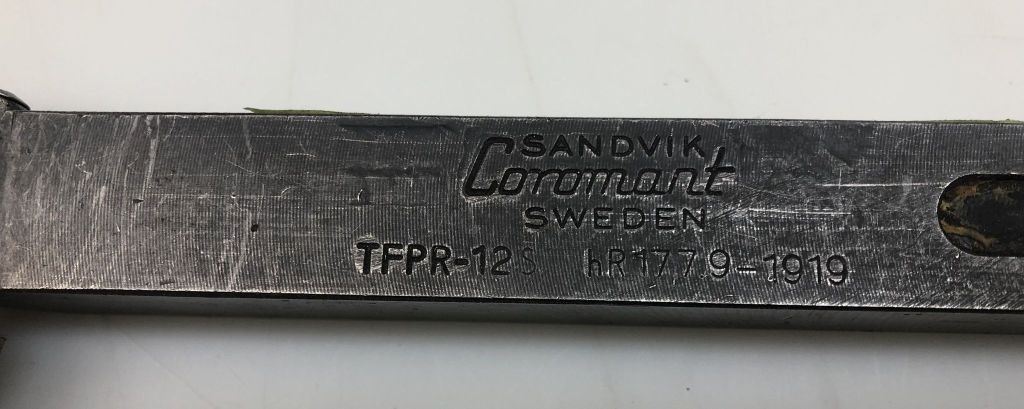 SANDVIK
Coromant
SWEDEN
TFPR-12S hR177.9-1919